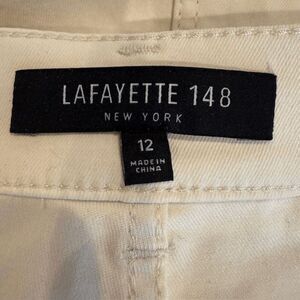 LAFAYETTE 148
NEW YORK
12
MADE IN
CHINA